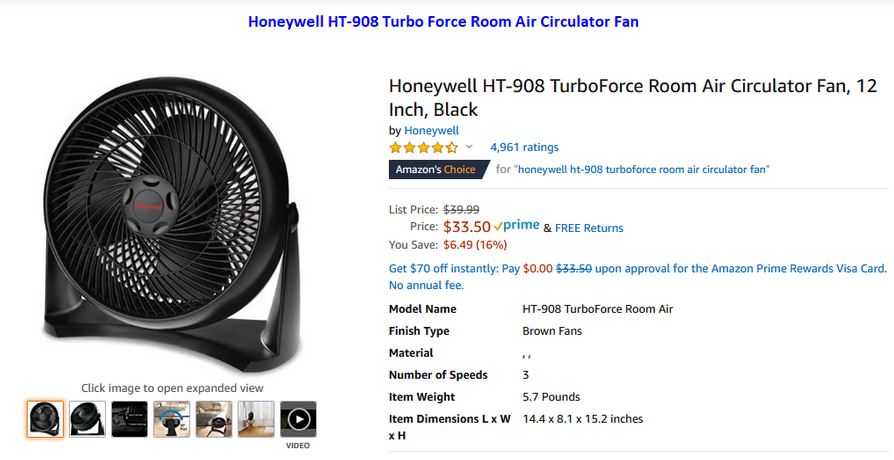 Honeywell HT-908 Turbo Force Room Air Circulator Fan
Honeywell HT-908 TurboForce Room Air Circulator Fan, 12
Inch, Black
by Honeywell
4,961 ratings
Amazon's Choice for "honeywell ht-908 turboforce room air circulator fan"
List Price: $39.99
Price: $33.50 prime & FREE Returns
You Save: $6.49 (16%)
Get $70 off instantly: Pay $0.00 $33.50 upon approval for the Amazon Prime Rewards Visa Card.
No annual fee.
Model Name HT-908 TurboForce Room Air
Finish Type Brown Fans
Material , ,
Number of Speeds 3
Item Weight 5.7 Pounds
Item Dimensions L x W 14.4 x 8.1 x 15.2 inches
x H
Honeywell
Click image to open expanded view
VIDEO